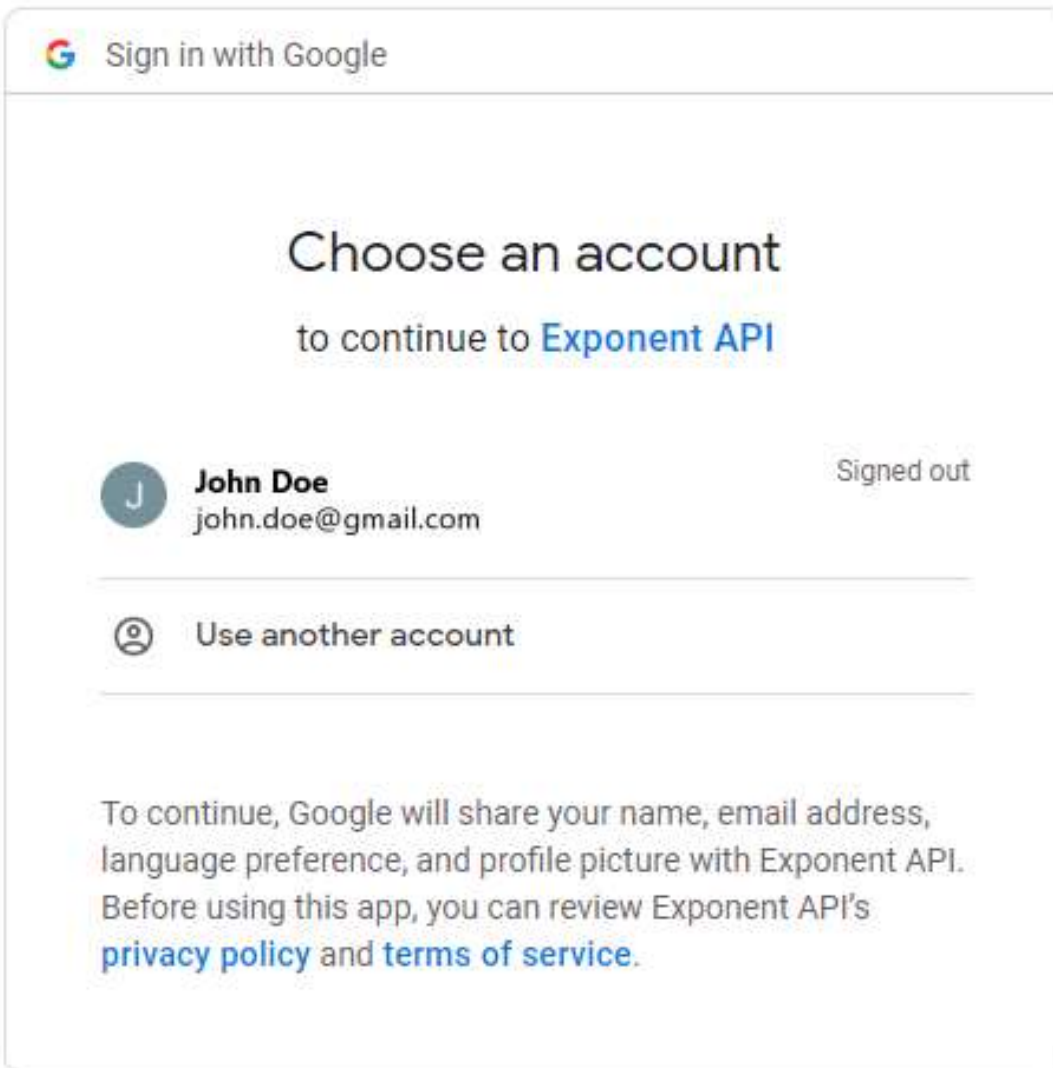 Sign in with Google
Choose an account
to continue to Exponent API
J
John Doe
Signed out
john.doe@gmail.com
Use another account
To continue, Google will share your name, email address,
language preference, and profile picture with Exponent API.
Before using this app, you can review Exponent API's
privacy policy and terms of service.